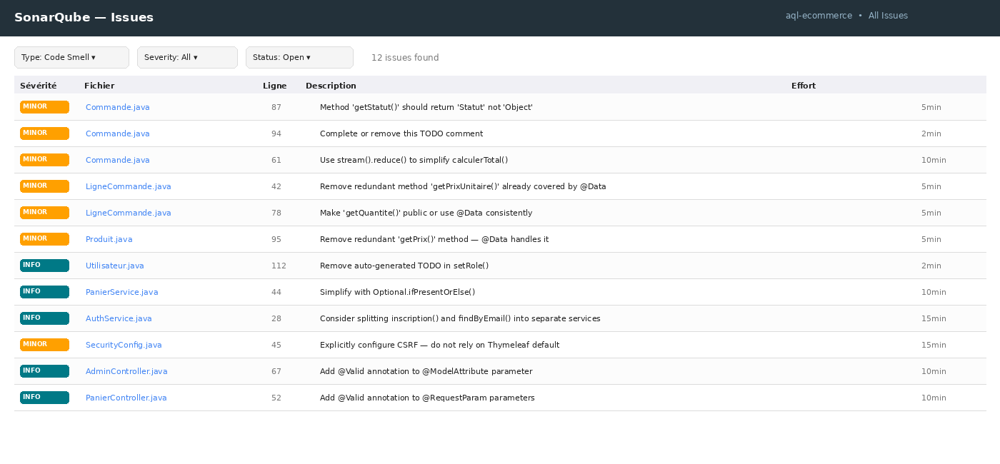 SonarQube — Issues
aql-ecommerce • All Issues
Type: Code Smell ▾ Severity: All ▾ Status: Open ▾ 12 issues found
Sévérité Fichier Ligne Description Effort
MINOR Commande.java 87 Method 'getStatut()' should return 'Statut' not 'Object' 5min
MINOR Commande.java 94 Complete or remove this TODO comment 2min
MINOR Commande.java 61 Use stream().reduce() to simplify calculerTotal() 10min
MINOR LigneCommande.java 42 Remove redundant method 'getPrixUnitaire()' already covered by @Data 5min
MINOR LigneCommande.java 78 Make 'getQuantite()' public or use @Data consistently 5min
MINOR Produit.java 95 Remove redundant 'getPrix()' method — @Data handles it 5min
INFO Utilisateur.java 112 Remove auto-generated TODO in setRole() 2min
INFO PanierService.java 44 Simplify with Optional.ifPresentOrElse() 10min
INFO AuthService.java 28 Consider splitting inscription() and findByEmail() into separate services 15min
MINOR SecurityConfig.java 45 Explicitly configure CSRF — do not rely on Thymeleaf default 15min
INFO AdminController.java 67 Add @Valid annotation to @ModelAttribute parameter 10min
INFO PanierController.java 52 Add @Valid annotation to @RequestParam parameters 10min